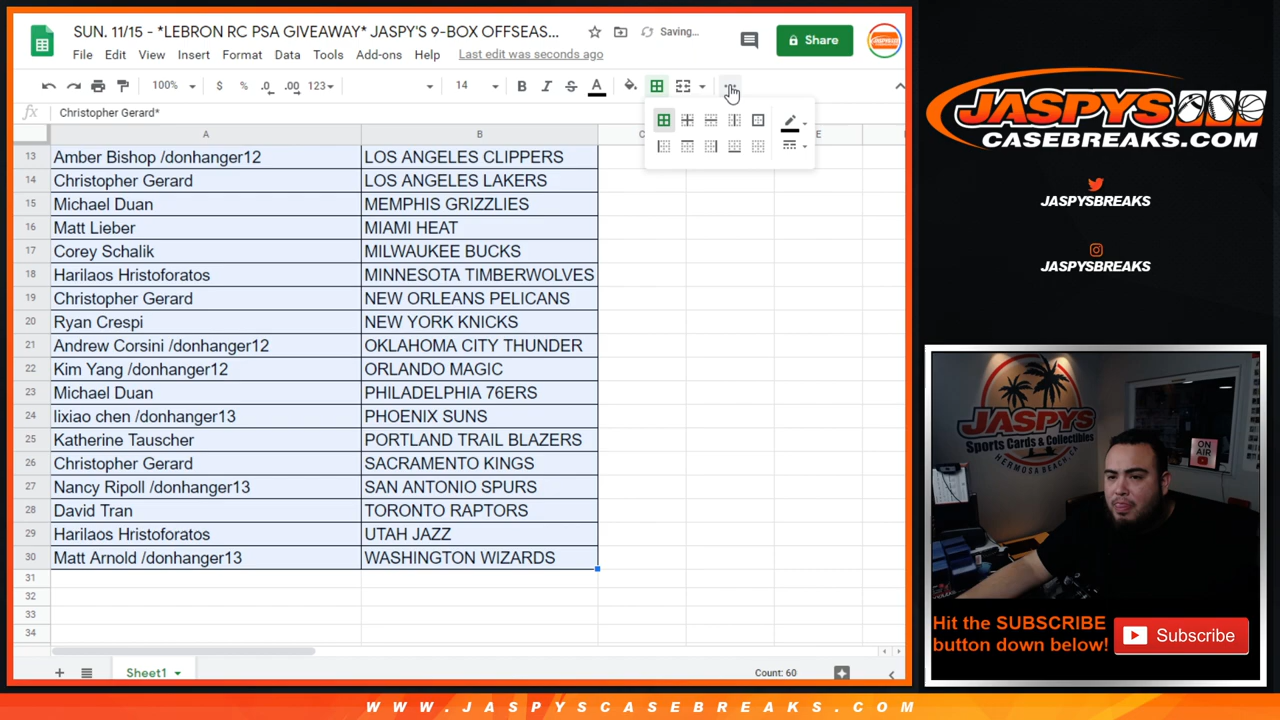 SUN. 11/15 - *LEBRON RC PSA GIVEAWAY* JASPY'S 9-BOX OFFSEAS...
Saving...
Share
File Edit View Insert Format Data Tools Add-ons Help Last edit was seconds ago
100% $ % .0 .00 123 14 B I S A
fx Christopher Gerard*
A B C E
13 Amber Bishop /donhanger12 LOS ANGELES CLIPPERS
14 Christopher Gerard LOS ANGELES LAKERS
15 Michael Duan MEMPHIS GRIZZLIES
16 Matt Lieber MIAMI HEAT
17 Corey Schalik MILWAUKEE BUCKS
18 Harilaos Hristoforatos MINNESOTA TIMBERWOLVES
19 Christopher Gerard NEW ORLEANS PELICANS
20 Ryan Crespi NEW YORK KNICKS
21 Andrew Corsini /donhanger12 OKLAHOMA CITY THUNDER
22 Kim Yang /donhanger12 ORLANDO MAGIC
23 Michael Duan PHILADELPHIA 76ERS
24 lixiao chen /donhanger13 PHOENIX SUNS
25 Katherine Tauscher PORTLAND TRAIL BLAZERS
26 Christopher Gerard SACRAMENTO KINGS
27 Nancy Ripoll /donhanger13 SAN ANTONIO SPURS
28 David Tran TORONTO RAPTORS
29 Harilaos Hristoforatos UTAH JAZZ
30 Matt Arnold /donhanger13 WASHINGTON WIZARDS
31
32
33
34
Sheet1
Count: 60
JASPYS
CASEBREAKS.COM
JASPYSBREAKS
JASPYSBREAKS
JASPYS
Sports Cards & Collectibles
HERMOSA BEACH, CA
ON AIR
Hit the SUBSCRIBE
button down below!
Subscribe
WWW.JASPYSCASEBREAKS.COM